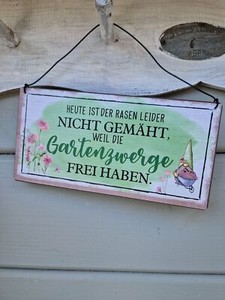 HEUTE IST DER RASEN LEIDER
NICHT GEMÄHT,
WEIL DIE
Gartenzwerge
FREI HABEN.